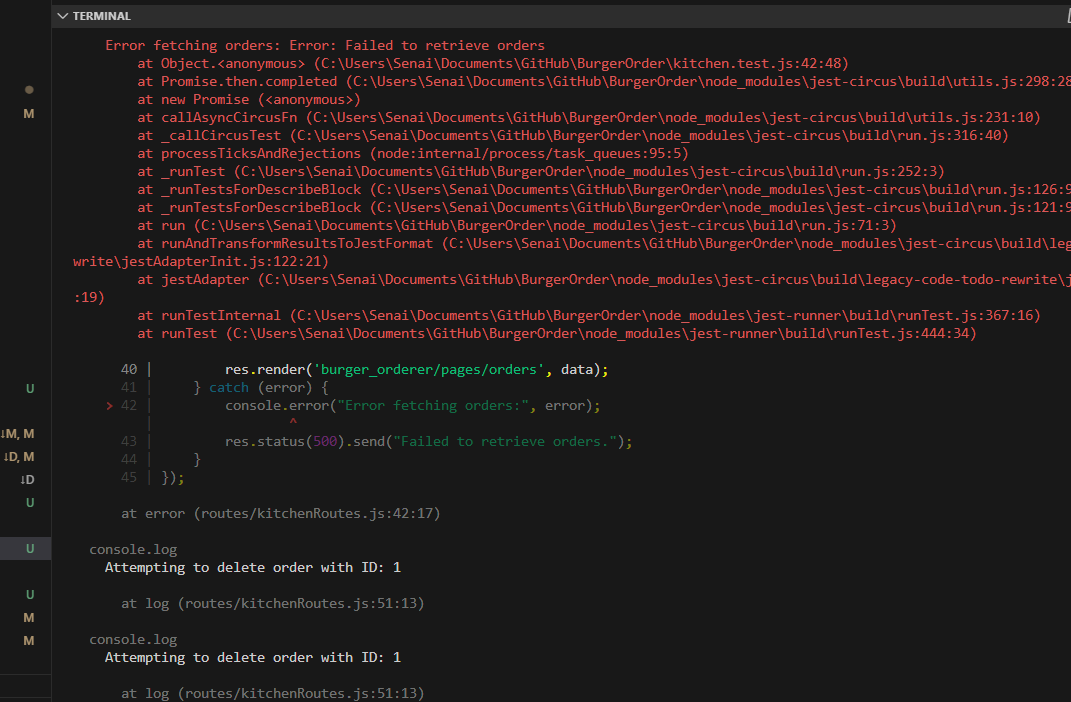 TERMINAL
Error fetching orders: Error: Failed to retrieve orders
at Object.<anonymous> (C:\Users\Senai\Documents\GitHub\BurgerOrder\kitchen.test.js:42:48)
at Promise.then.completed (C:\Users\Senai\Documents\GitHub\BurgerOrder\node_modules\jest-circus\build\utils.js:298:28
at new Promise (<anonymous>)
at callAsyncCircusFn (C:\Users\Senai\Documents\GitHub\BurgerOrder\node_modules\jest-circus\build\utils.js:231:10)
M
at _callCircusTest (C:\Users\Senai\Documents\GitHub\BurgerOrder\node_modules\jest-circus\build\run.js:316:40)
at processTicksAndRejections (node:internal/process/task_queues:95:5)
at _runTest (C:\Users\Senai\Documents\GitHub\BurgerOrder\node_modules\jest-circus\build\run.js:252:3)
at _runTestsForDescribeBlock (C:\Users\Senai\Documents\GitHub\BurgerOrder\node_modules\jest-circus\build\run.js:126:9
at _runTestsForDescribeBlock (C:\Users\Senai\Documents\GitHub\BurgerOrder\node_modules\jest-circus\build\run.js:121:9
at run (C:\Users\Senai\Documents\GitHub\BurgerOrder\node_modules\jest-circus\build\run.js:71:3)
at runAndTransformResultsToJestFormat (C:\Users\Senai\Documents\GitHub\BurgerOrder\node_modules\jest-circus\build\leg
write\jestAdapterInit.js:122:21)
at jestAdapter (C:\Users\Senai\Documents\GitHub\BurgerOrder\node_modules\jest-circus\build\legacy-code-todo-rewrite\j
:19)
at runTestInternal (C:\Users\Senai\Documents\GitHub\BurgerOrder\node_modules\jest-runner\build\runTest.js:367:16)
at runTest (C:\Users\Senai\Documents\GitHub\BurgerOrder\node_modules\jest-runner\build\runTest.js:444:34)
40 | res.render('burger_orderer/pages/orders', data);
U
41 | } catch (error) {
> 42 | console.error("Error fetching orders:", error);
| ^
↓M, M
43 | res.status(500).send("Failed to retrieve orders.");
↓D, M
44 | }
↓D
45 | });
U
at error (routes/kitchenRoutes.js:42:17)
U
console.log
Attempting to delete order with ID: 1
U
at log (routes/kitchenRoutes.js:51:13)
M
M
console.log
Attempting to delete order with ID: 1
at log (routes/kitchenRoutes.js:51:13)